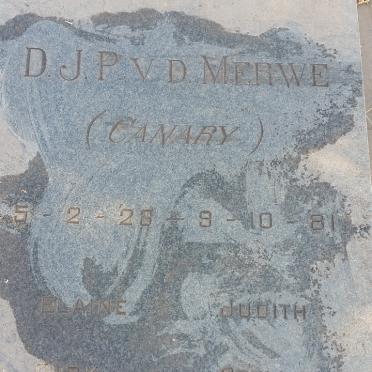 D.J.P V.D MERWE
(CANARY)
5-2-28-9-10-81
ELAINE JUDITH